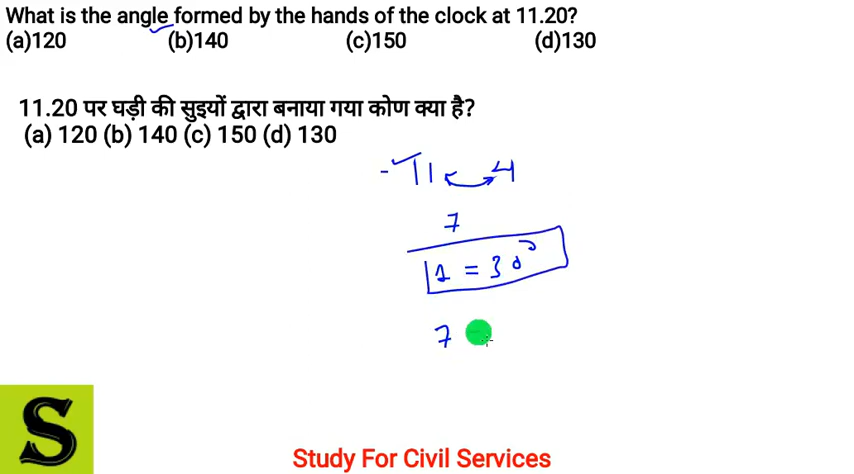 What is the angle formed by the hands of the clock at 11.20?
(a)120 (b)140 (c)150 (d)130
11.20 पर घड़ी की सुइयों द्वारा बनाया गया कोण क्या है?
(a) 120 (b) 140 (c) 150 (d) 130
11 4
7
1 = 30°
7
S
Study For Civil Services